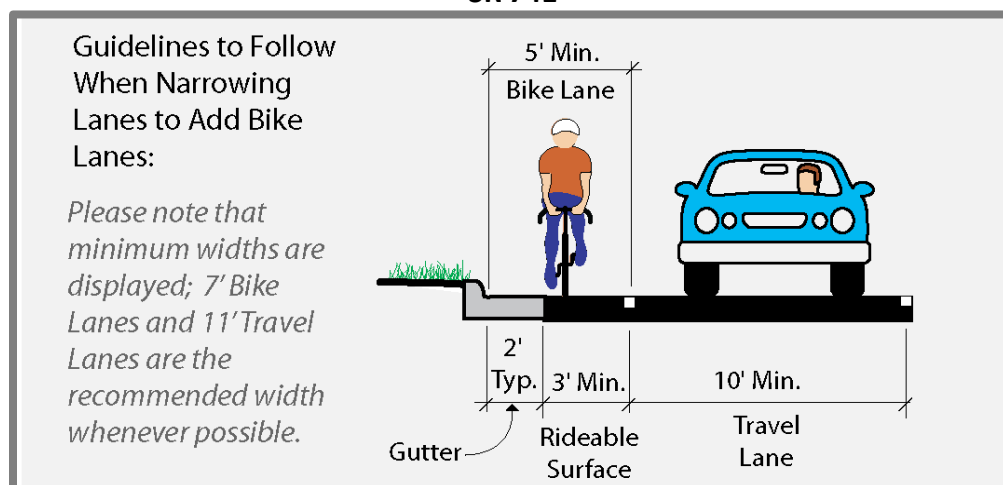 Guidelines to Follow
When Narrowing
Lanes to Add Bike
Lanes:
Please note that
minimum widths are
displayed; 7' Bike
Lanes and 11' Travel
Lanes are the
recommended width
whenever possible.
5' Min.
Bike Lane
2'
Typ.
3' Min.
10' Min.
Gutter
Rideable
Surface
Travel
Lane